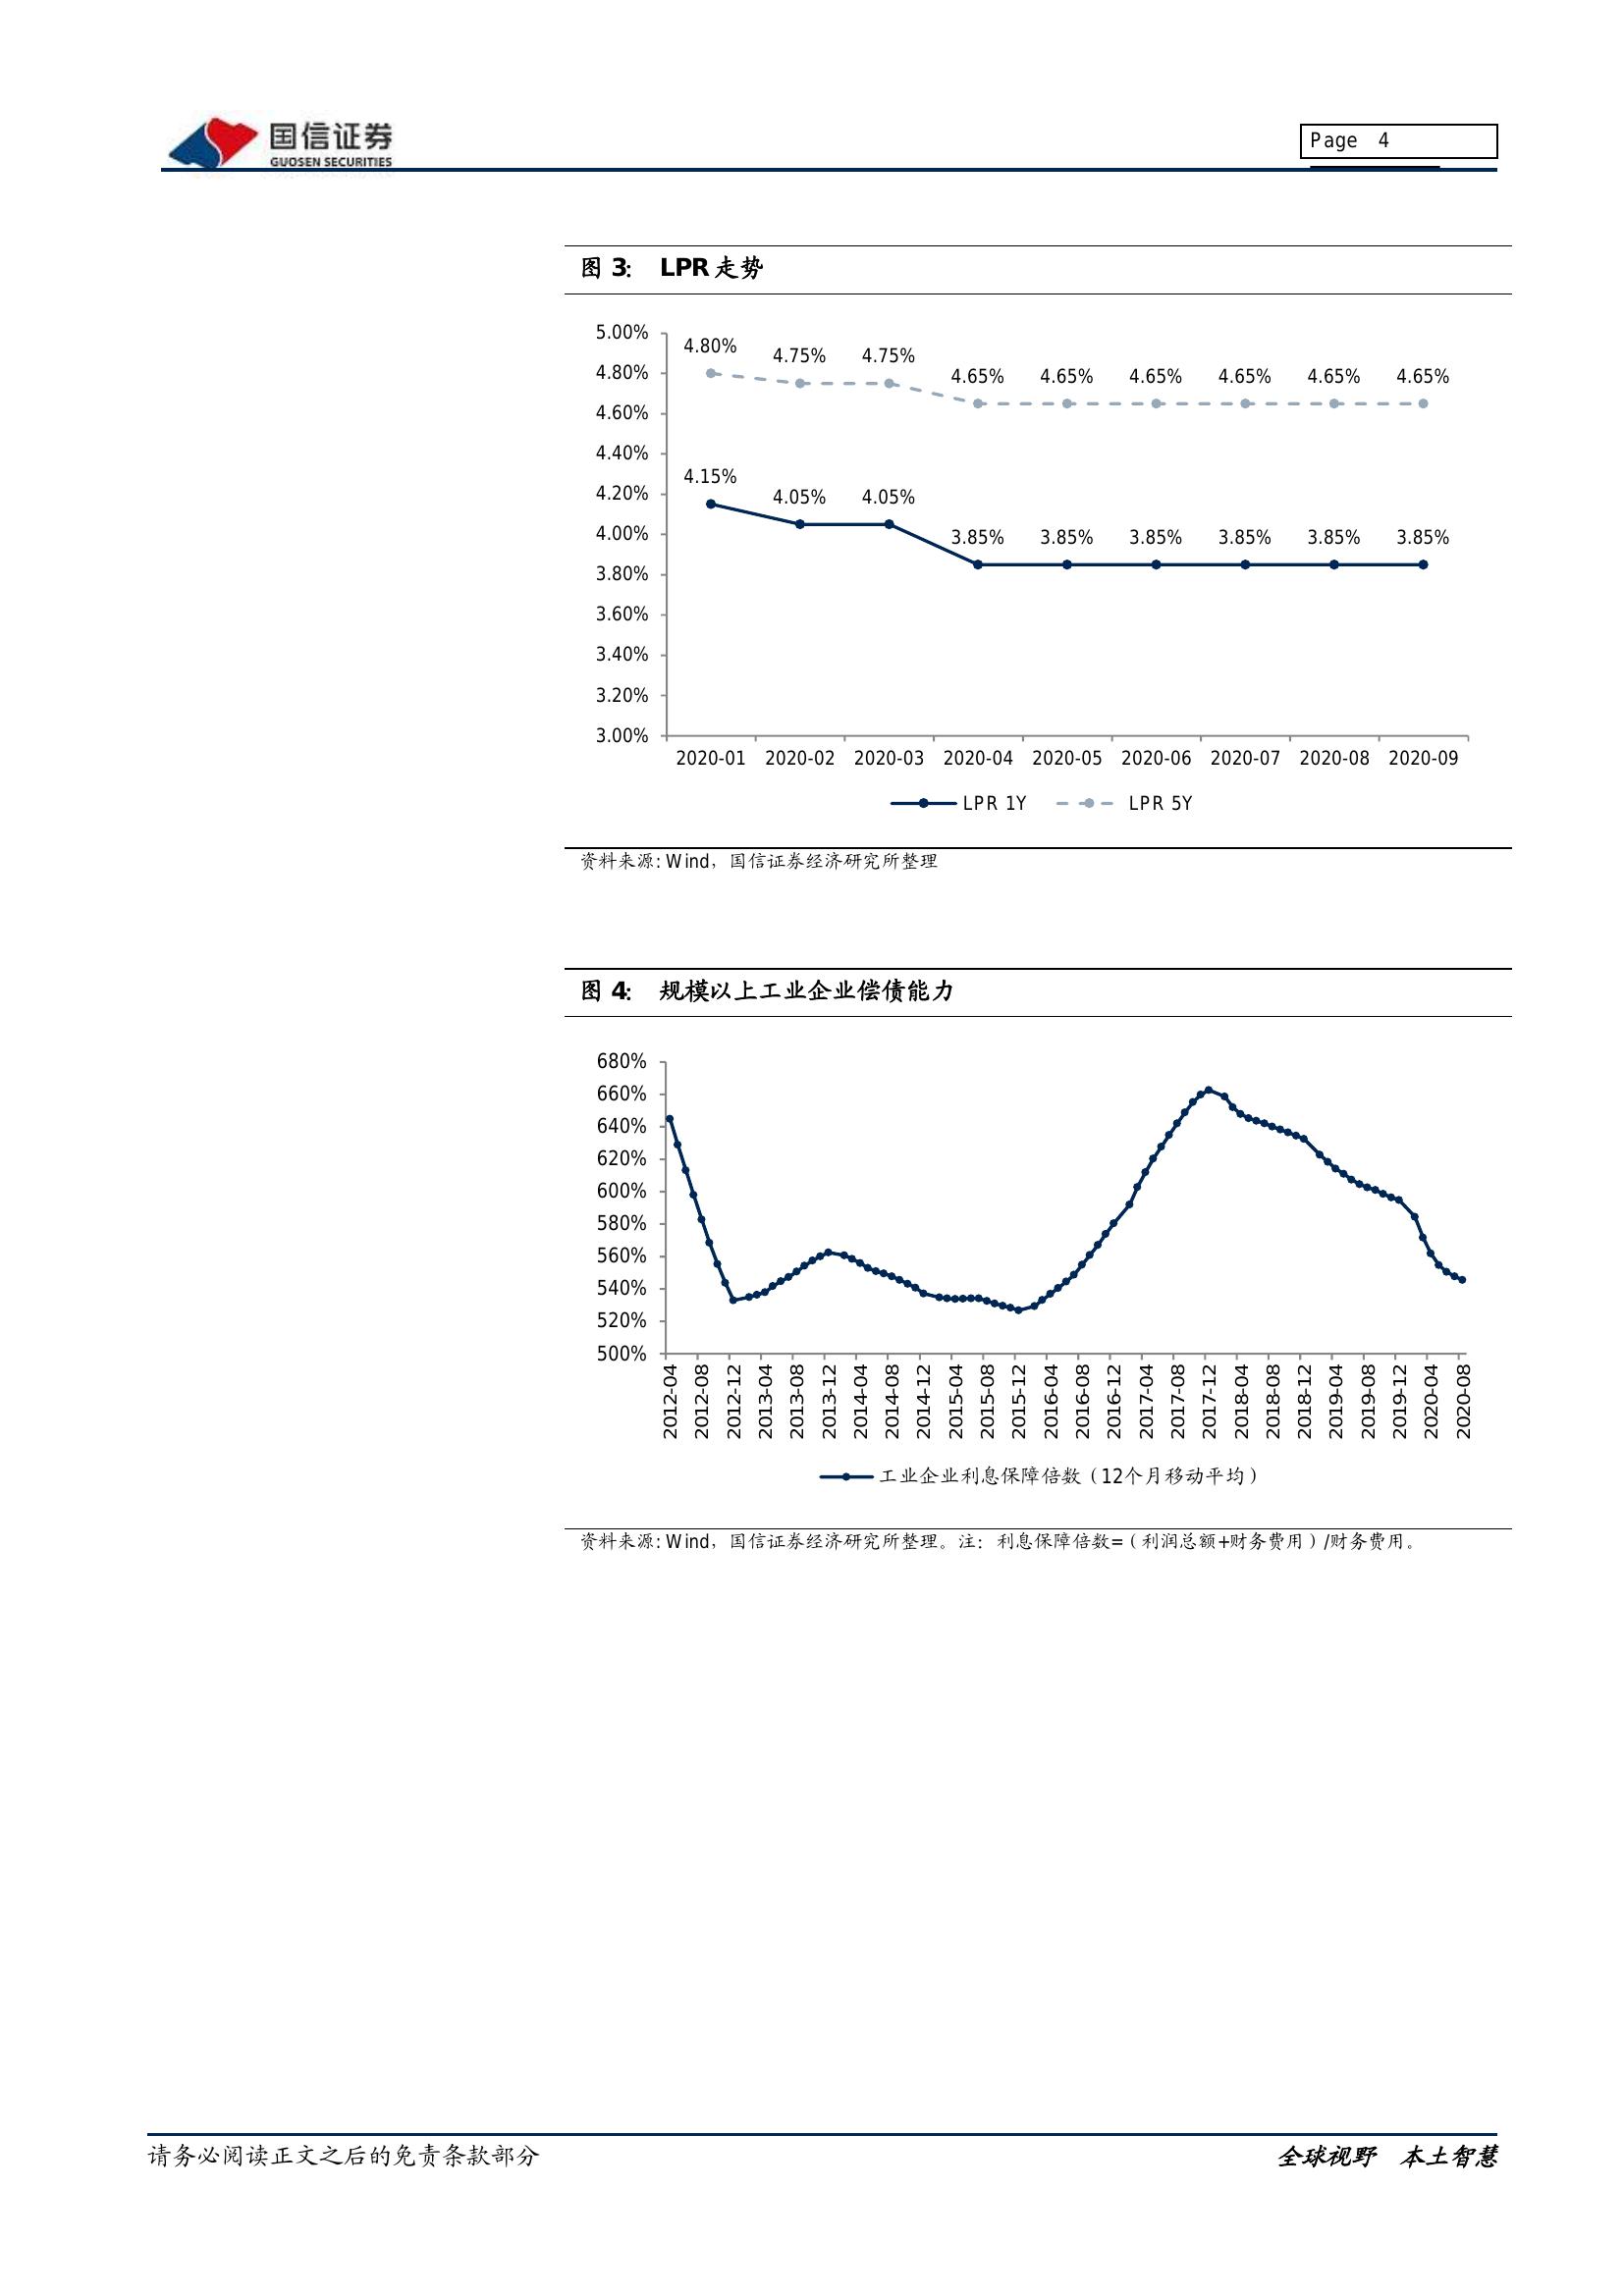 国信证券
GUOSEN SECURITIES
Page 4
图 3： LPR 走势
5.00%
4.80%
4.60%
4.40%
4.20%
4.00%
3.80%
3.60%
3.40%
3.20%
3.00%
4.80% 4.75% 4.75% 4.65% 4.65% 4.65% 4.65% 4.65% 4.65%
4.15% 4.05% 4.05% 3.85% 3.85% 3.85% 3.85% 3.85% 3.85%
2020-01 2020-02 2020-03 2020-04 2020-05 2020-06 2020-07 2020-08 2020-09
LPR 1Y LPR 5Y
资料来源: Wind，国信证券经济研究所整理
图 4： 规模以上工业企业偿债能力
680%
660%
640%
620%
600%
580%
560%
540%
520%
500%
2012-04 2012-08 2012-12 2013-04 2013-08 2013-12 2014-04 2014-08 2014-12 2015-04 2015-08 2015-12 2016-04 2016-08 2016-12 2017-04 2017-08 2017-12 2018-04 2018-08 2018-12 2019-04 2019-08 2019-12 2020-04 2020-08
工业企业利息保障倍数（12个月移动平均）
资料来源: Wind，国信证券经济研究所整理。注：利息保障倍数=（利润总额+财务费用）/财务费用。
请务必阅读正文之后的免责条款部分
全球视野 本土智慧